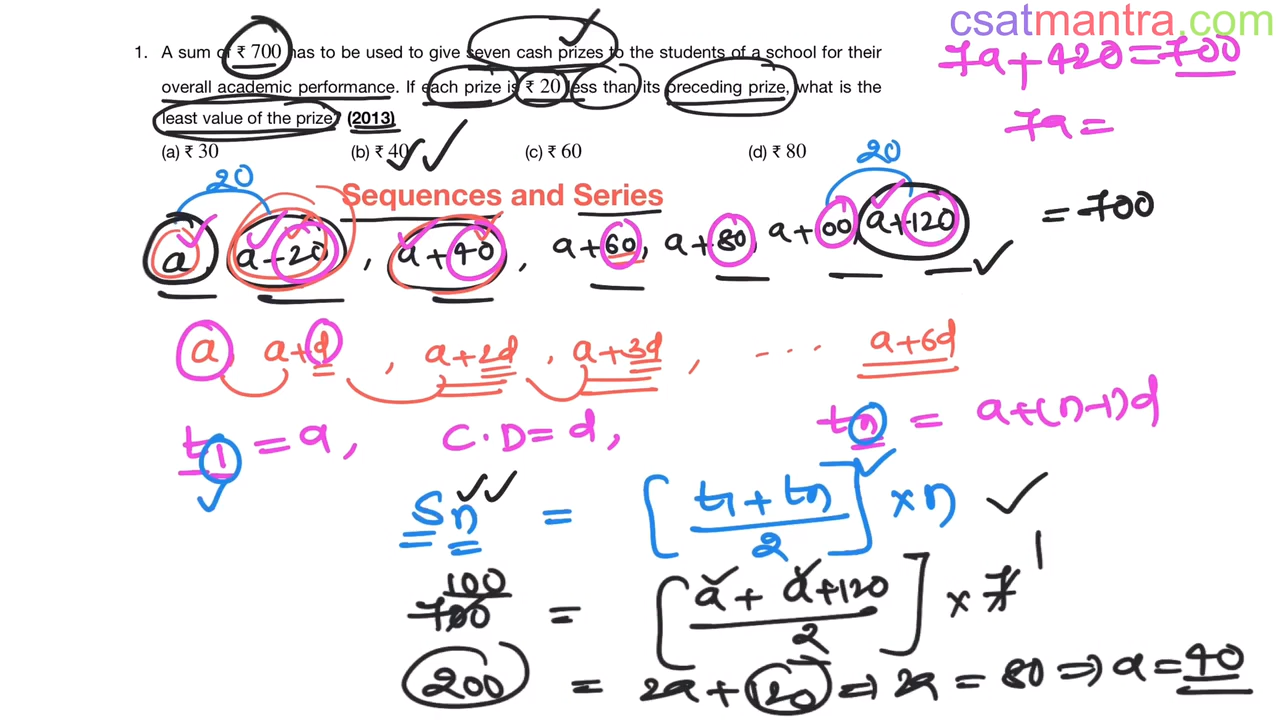 csatmantra.com
7a + 420 = 700
7a =
1. A sum of ₹ 700 has to be used to give seven cash prizes to the students of a school for their
overall academic performance. If each prize is ₹ 20 less than its preceding prize, what is the
least value of the prize? (2013)
(a) ₹ 30 (b) ₹ 40 (c) ₹ 60 (d) ₹ 80
20 20
Sequences and Series
a, a+20, a+40, a+60, a+80, a+00, a+120 = 700
a, a+d, a+2d, a+3d, .... a+6d
t1 = a, C.D = d, tn = a+(n-1)d
Sn = [t1 + tn / 2] × n
100 1
700 = [a + a+120 / 2] × 7
200 = 2a + 120 ⇒ 2a = 80 ⇒ a = 40